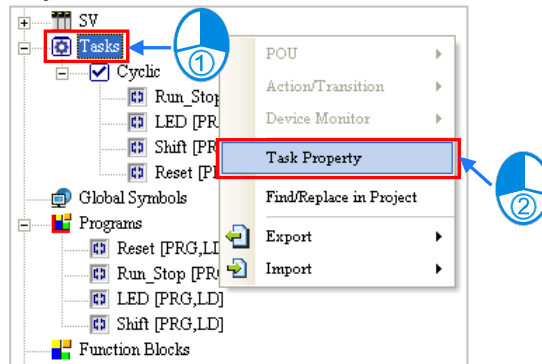 SV
Tasks
①
Cyclic
Run_Stop
LED [PR
Shift [PR
Reset [P
Global Symbols
Programs
Reset [PRG,LD
Run_Stop [PR
LED [PRG,LD]
Shift [PRG,LD]
Function Blocks
POU
Action/Transition
Device Monitor
Task Property
②
Find/Replace in Project
Export
Import